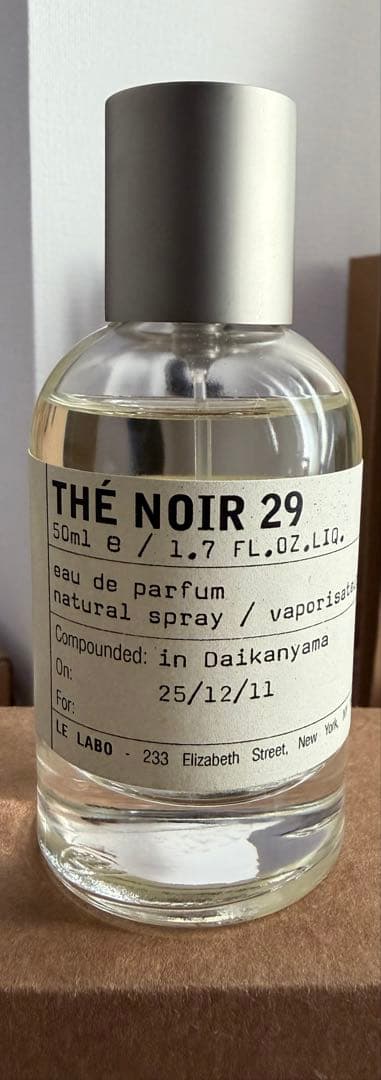 THÉ NOIR 29
50ml e / 1.7 FL.OZ.LIQ.
eau de parfum
natural spray / vaporisate
Compounded: in Daikanyama
On: 25/12/11
For:
LE LABO - 233 Elizabeth Street, New York,